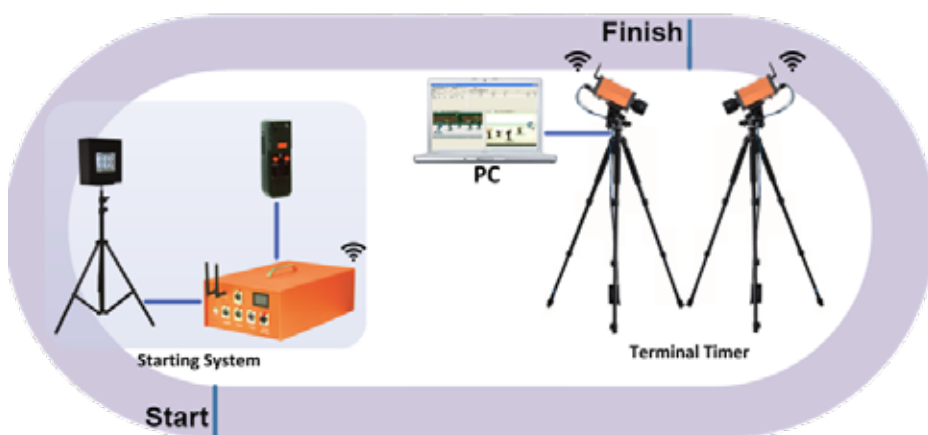 Finish
PC
Starting System
Terminal Timer
Start